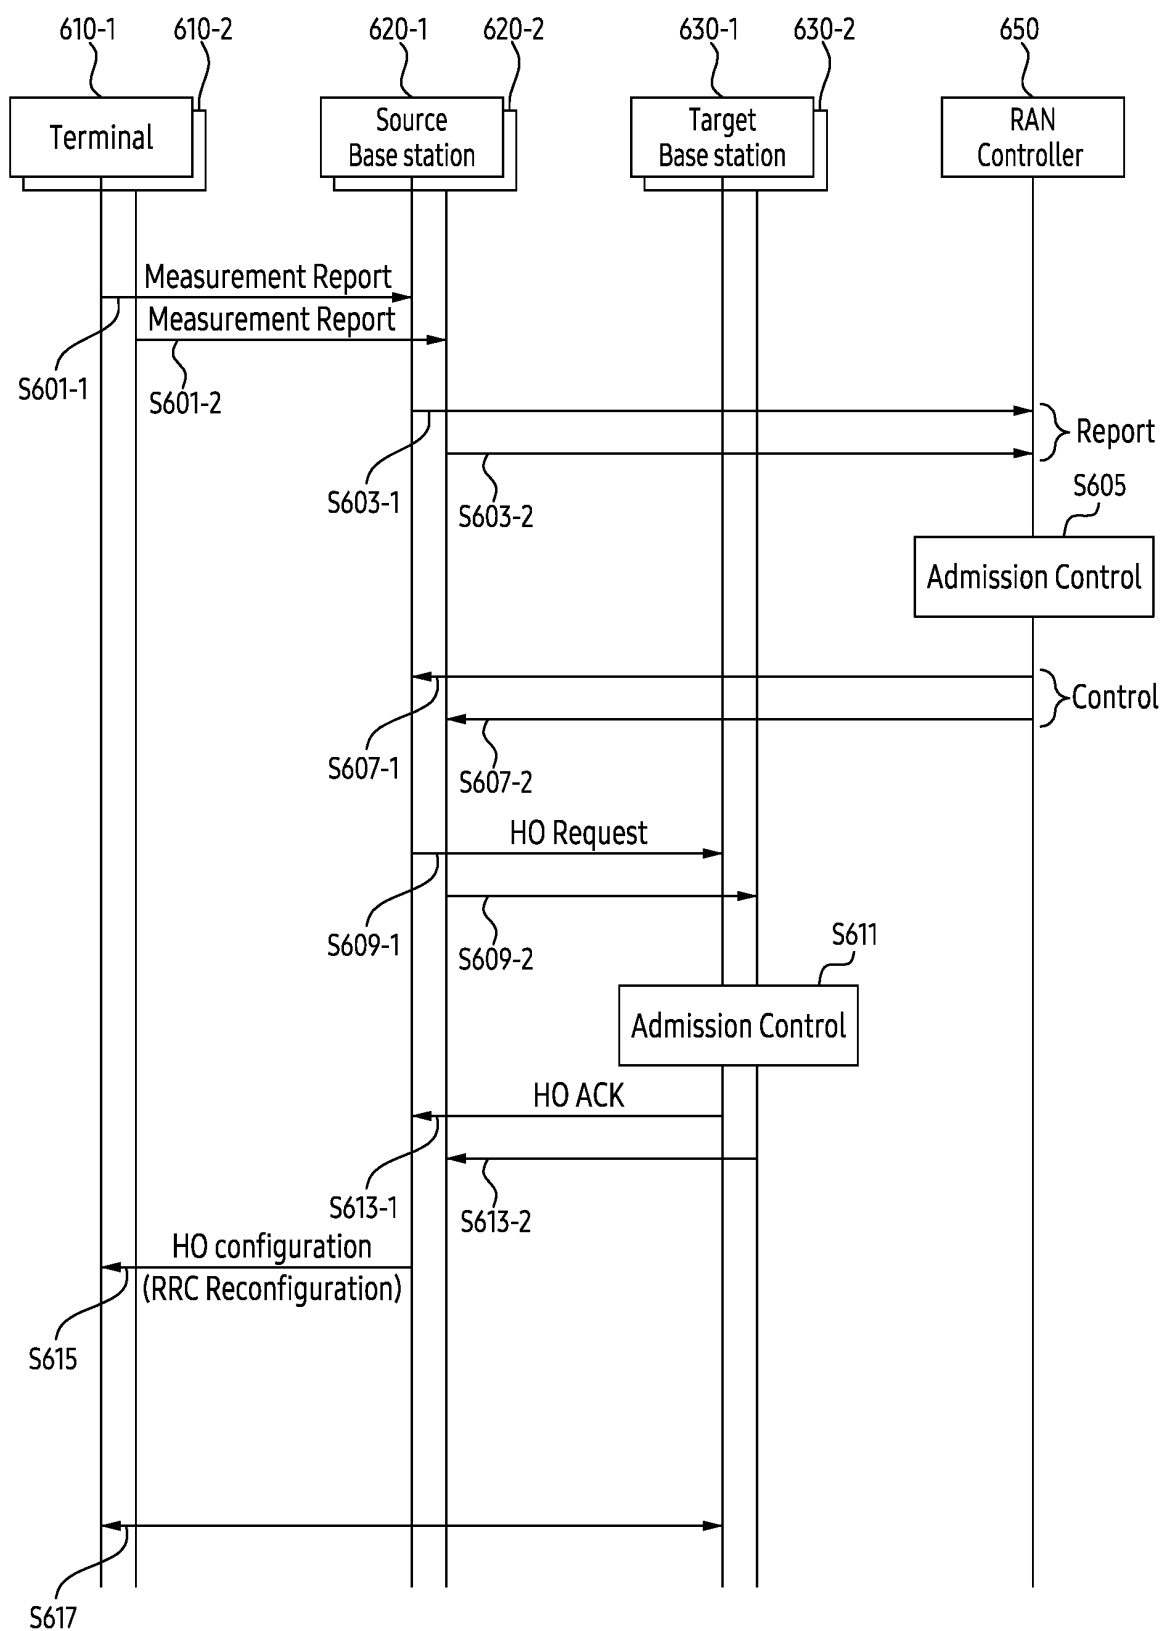 610-1
610-2
620-1
620-2
630-1
630-2
650
Terminal
Source
Base station
Target
Base station
RAN
Controller
Measurement Report
Measurement Report
S601-1
S601-2
Report
S603-1
S603-2
S605
Admission Control
Control
S607-1
S607-2
HO Request
S609-1
S609-2
S611
Admission Control
HO ACK
S613-1
S613-2
HO configuration
(RRC Reconfiguration)
S615
S617